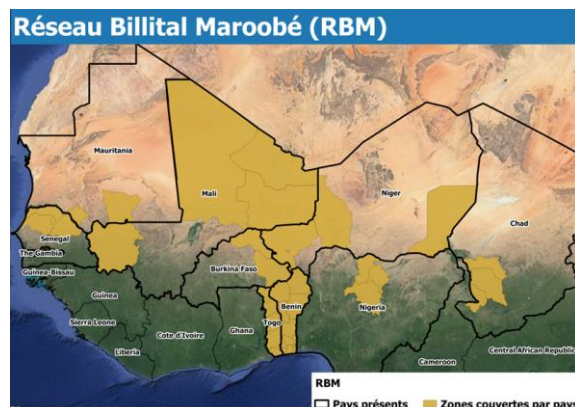 Réseau Billital Maroobé (RBM)
Mauritania
Mali
Niger
Chad
Senegal
The Gambia
Guinea-Bissau
Burkina Faso
Guinea
Benin
Nigeria
Togo
Sierra Leone
Cote d'Ivoire
Ghana
Liberia
Cameroon
Central African Republic
RBM
Pays présents
Zones couvertes par pays